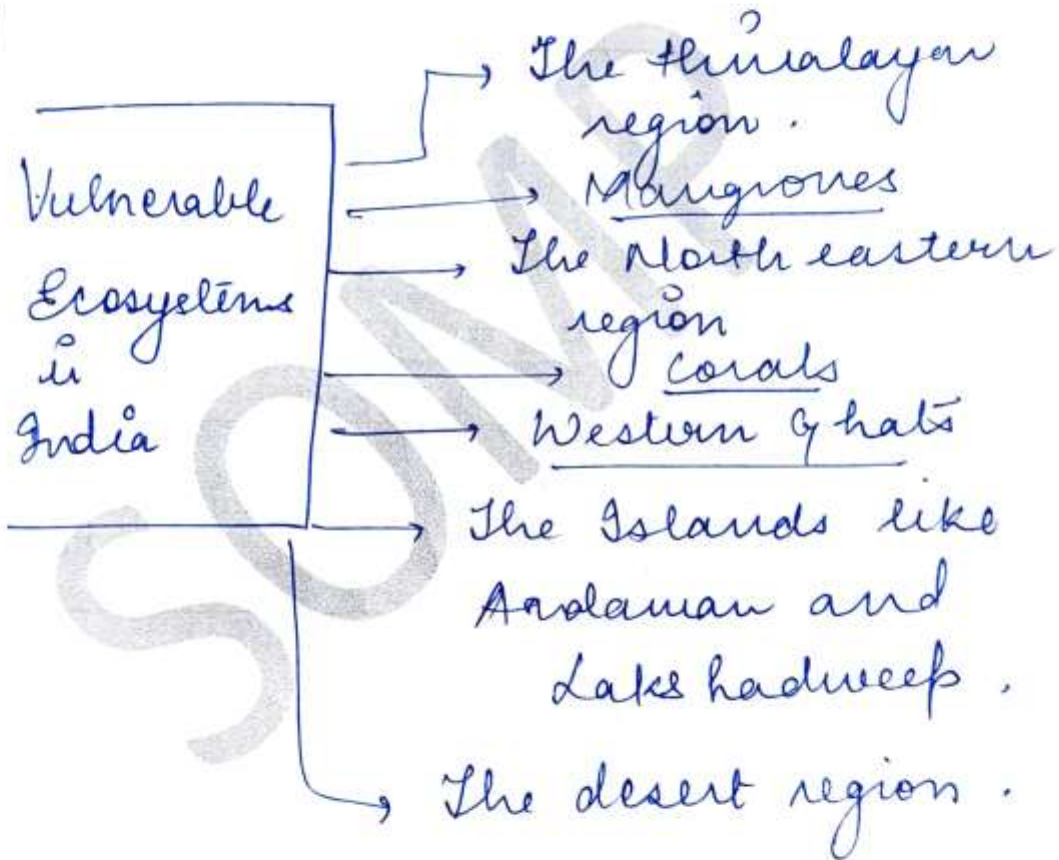 Vulnerable
Ecosystems
in
India
The Himalayan
region.
Mangroves
The North eastern
region
Corals
Western Ghats
The Islands like
Andaman and
Lakshadweep.
The desert region.
SOMP